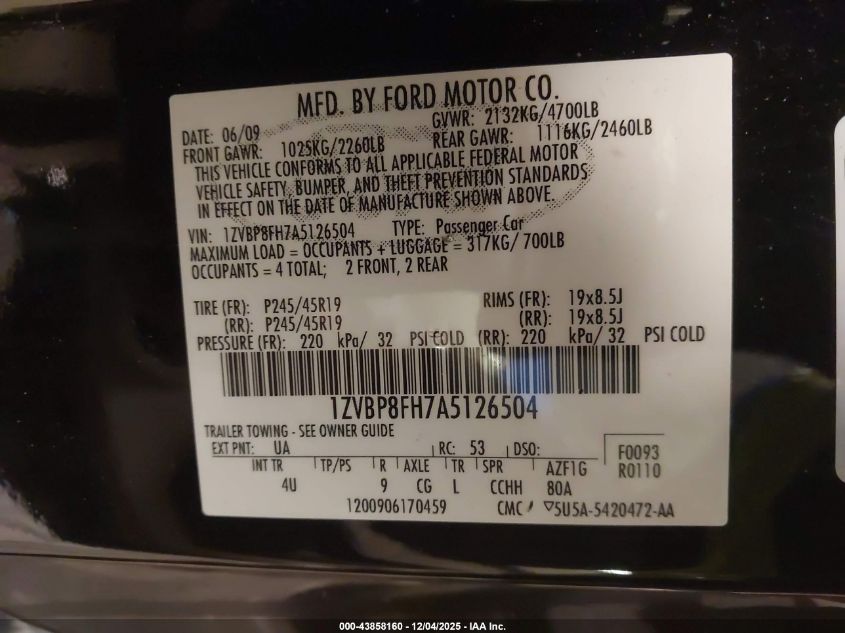 MFD. BY FORD MOTOR CO.
DATE: 06/09 GVWR: 2132KG/4700LB
FRONT GAWR: 1025KG/2260LB REAR GAWR: 1116KG/2460LB
THIS VEHICLE CONFORMS TO ALL APPLICABLE FEDERAL MOTOR
VEHICLE SAFETY, BUMPER, AND THEFT PREVENTION STANDARDS
IN EFFECT ON THE DATE OF MANUFACTURE SHOWN ABOVE.
VIN: 1ZVBP8FH7A5126504 TYPE: Passenger Car
MAXIMUM LOAD = OCCUPANTS + LUGGAGE = 317KG/ 700LB
OCCUPANTS = 4 TOTAL; 2 FRONT, 2 REAR
TIRE (FR): P245/45R19 RIMS (FR): 19x8.5J
(RR): P245/45R19 (RR): 19x8.5J
PRESSURE (FR): 220 kPa/ 32 PSI COLD (RR): 220 kPa/ 32 PSI COLD
1ZVBP8FH7A5126504
TRAILER TOWING - SEE OWNER GUIDE
EXT PNT: UA RC: 53 DSO: F0093
INT TR TP/PS R AXLE TR SPR AZF1G R0110
4U 9 CG L CCHH 80A
1200906170459 CMC 5U5A-5420472-AA
000-43858160 - 12/04/2025 - IAA Inc.